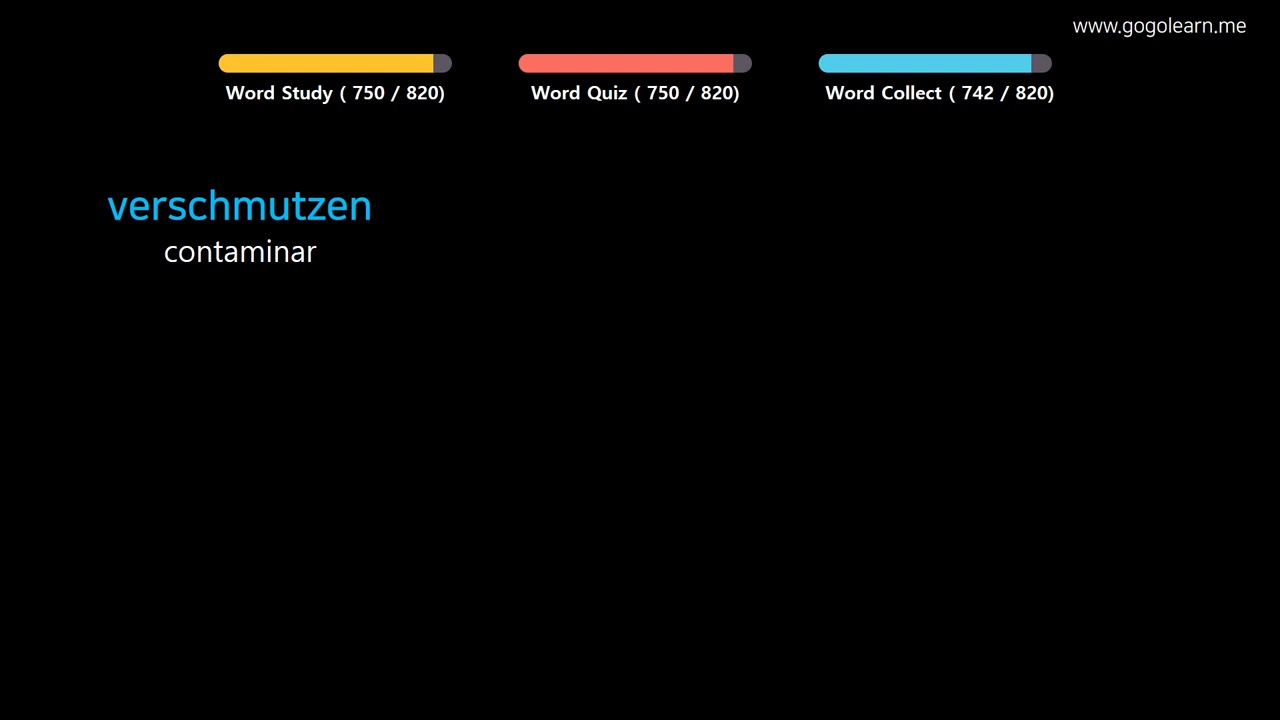 www.gogolearn.me
Word Study ( 750 / 820)
Word Quiz ( 750 / 820)
Word Collect ( 742 / 820)
verschmutzen
contaminar